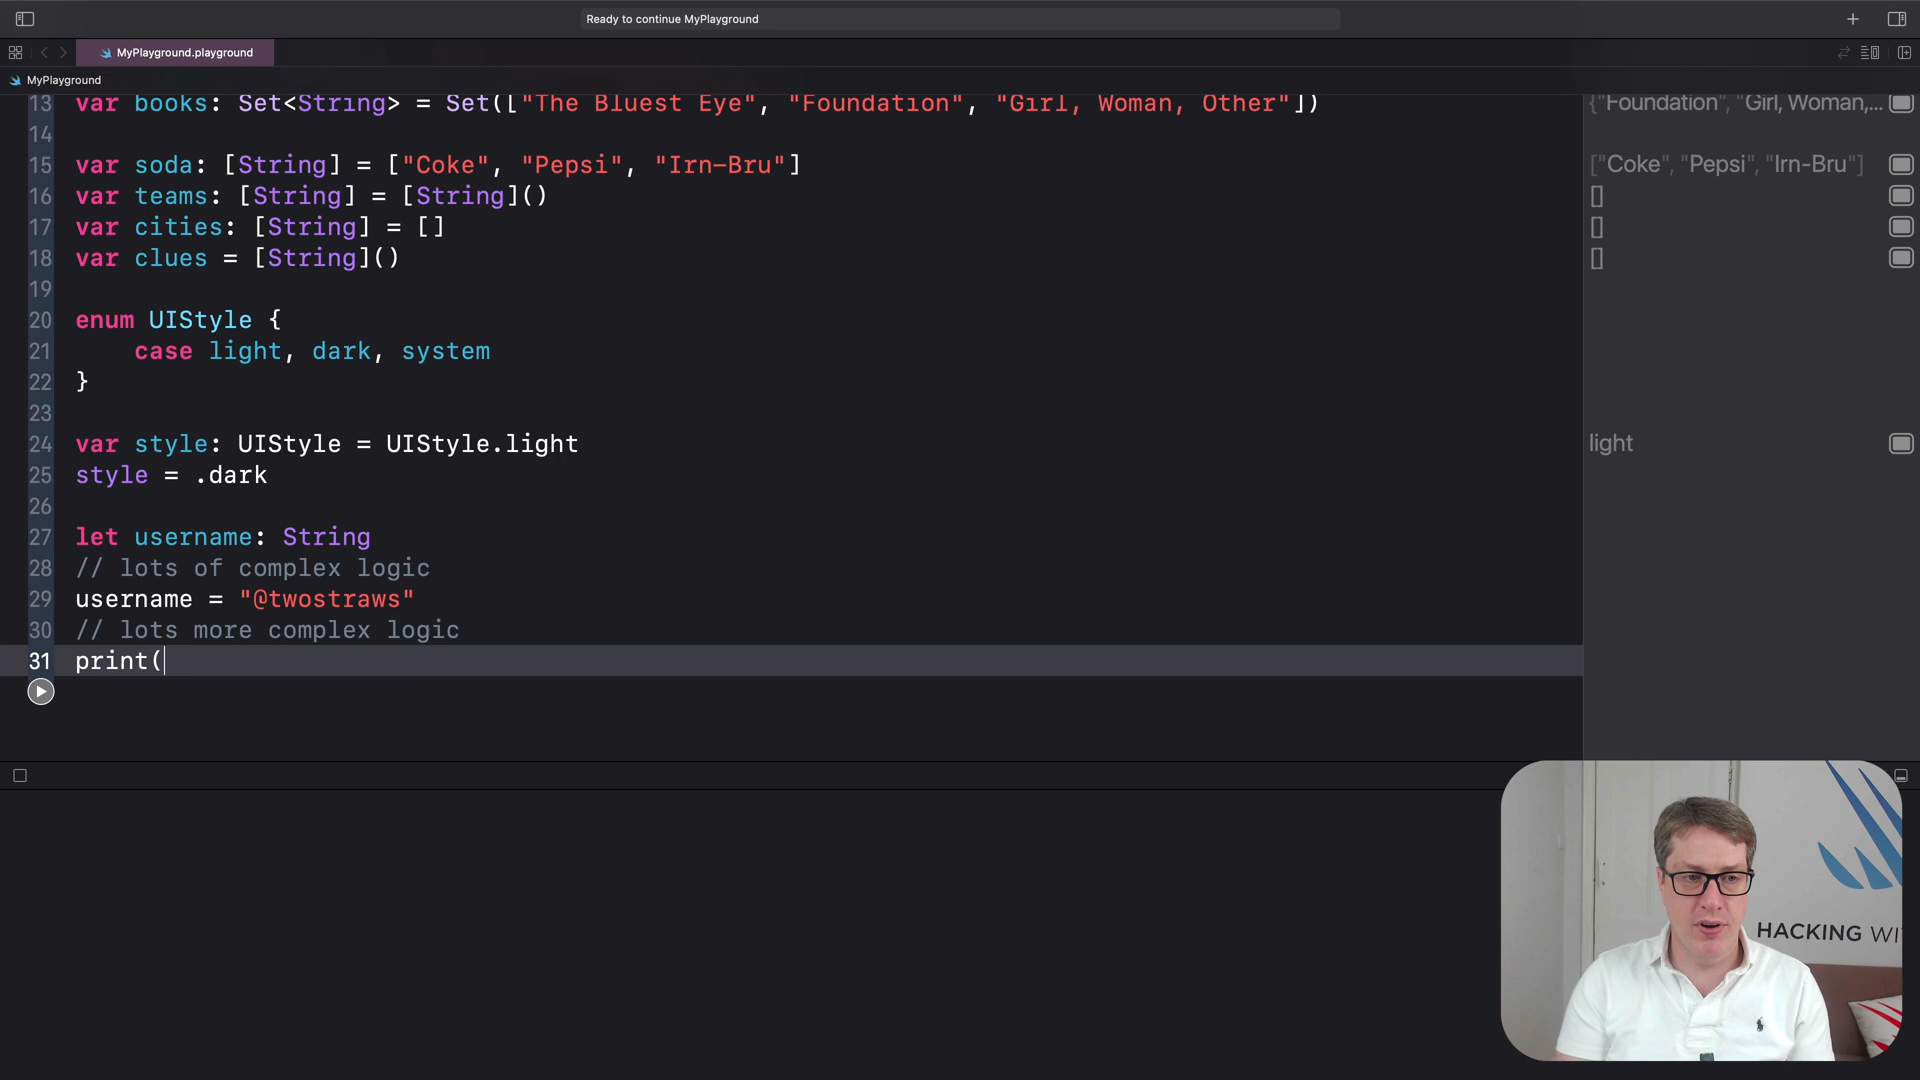 Ready to continue MyPlayground
MyPlayground.playground
MyPlayground
13 var books: Set<String> = Set(["The Bluest Eye", "Foundation", "Girl, Woman, Other"])
{"Foundation", "Girl, Woman,...
14
15 var soda: [String] = ["Coke", "Pepsi", "Irn-Bru"]
["Coke", "Pepsi", "Irn-Bru"]
16 var teams: [String] = [String]()
[]
17 var cities: [String] = []
[]
18 var clues = [String]()
[]
19
20 enum UIStyle {
21     case light, dark, system
22 }
23
24 var style: UIStyle = UIStyle.light
light
25 style = .dark
26
27 let username: String
28 // lots of complex logic
29 username = "@twostraws"
30 // lots more complex logic
31 print(
HACKING WI